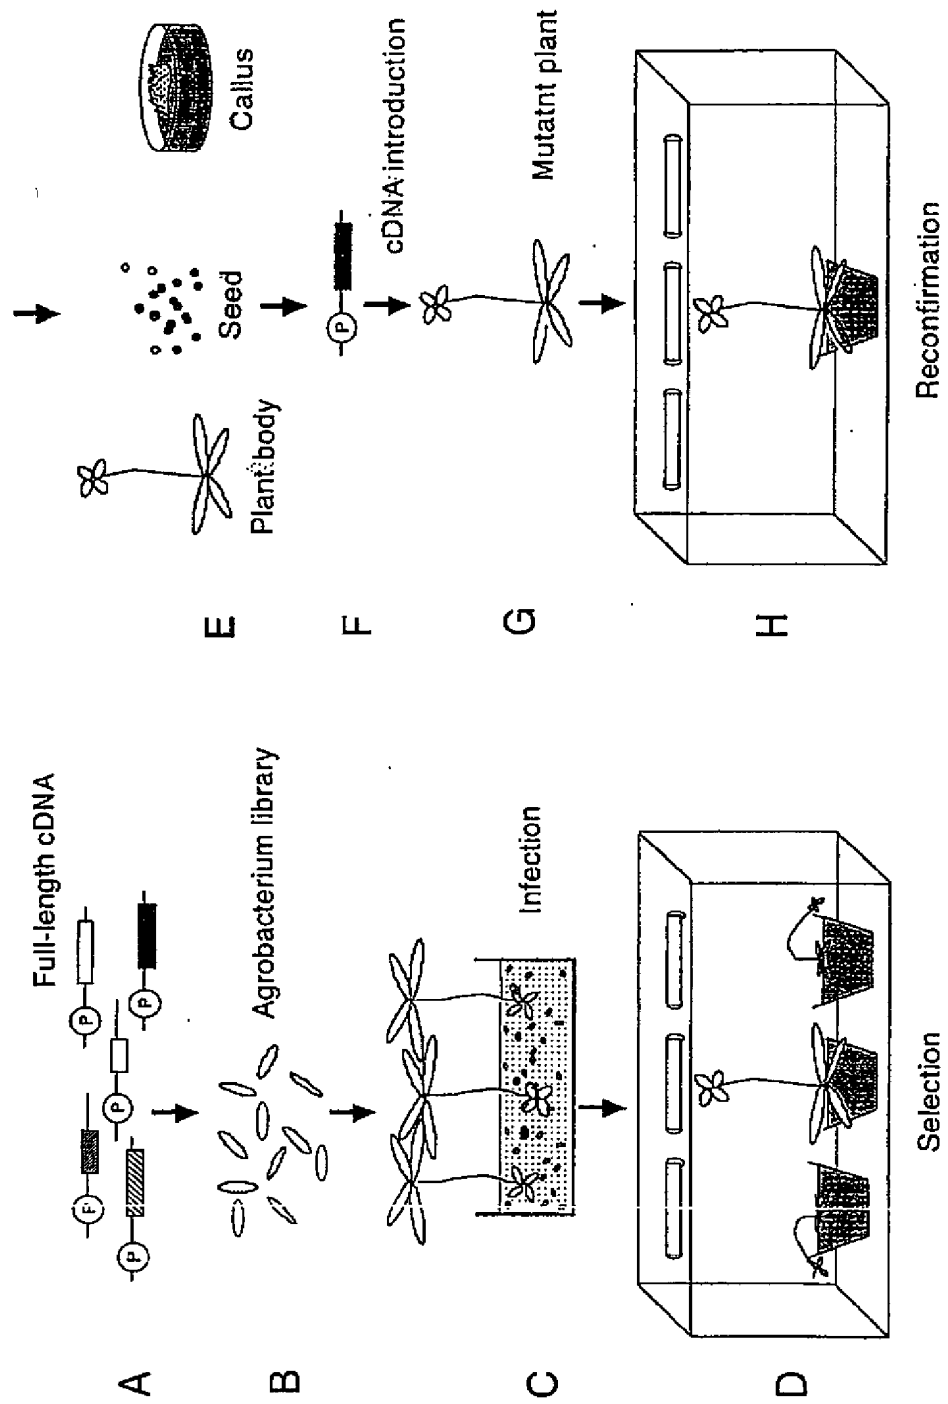 Full-length cDNA
P
P
P
P
P
A
Agrobacterium library
B
Infection
C
D
Selection
E
Plant body
Seed
Callus
F
P
cDNA introduction
G
Mutatnt plant
H
Reconfirmation